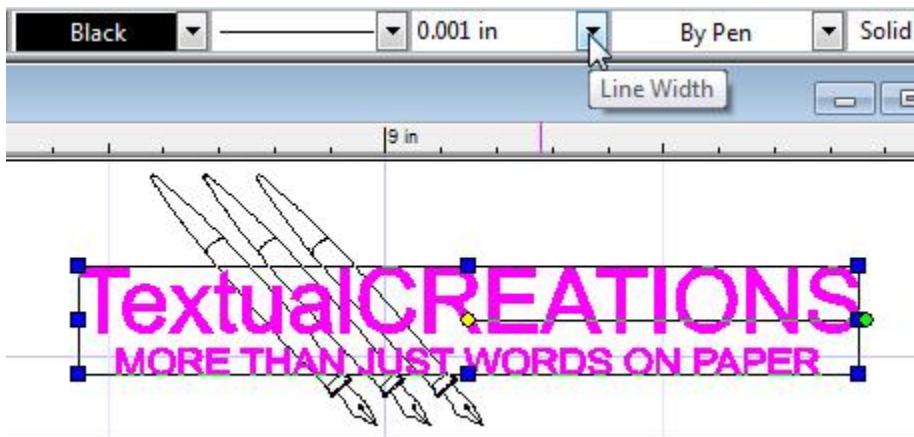 Black 0.001 in By Pen Solid
Line Width
9 in
TextualCREATIONS
MORE THAN JUST WORDS ON PAPER